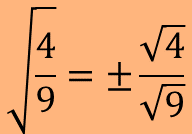 √(4/9) = ± √4/√9